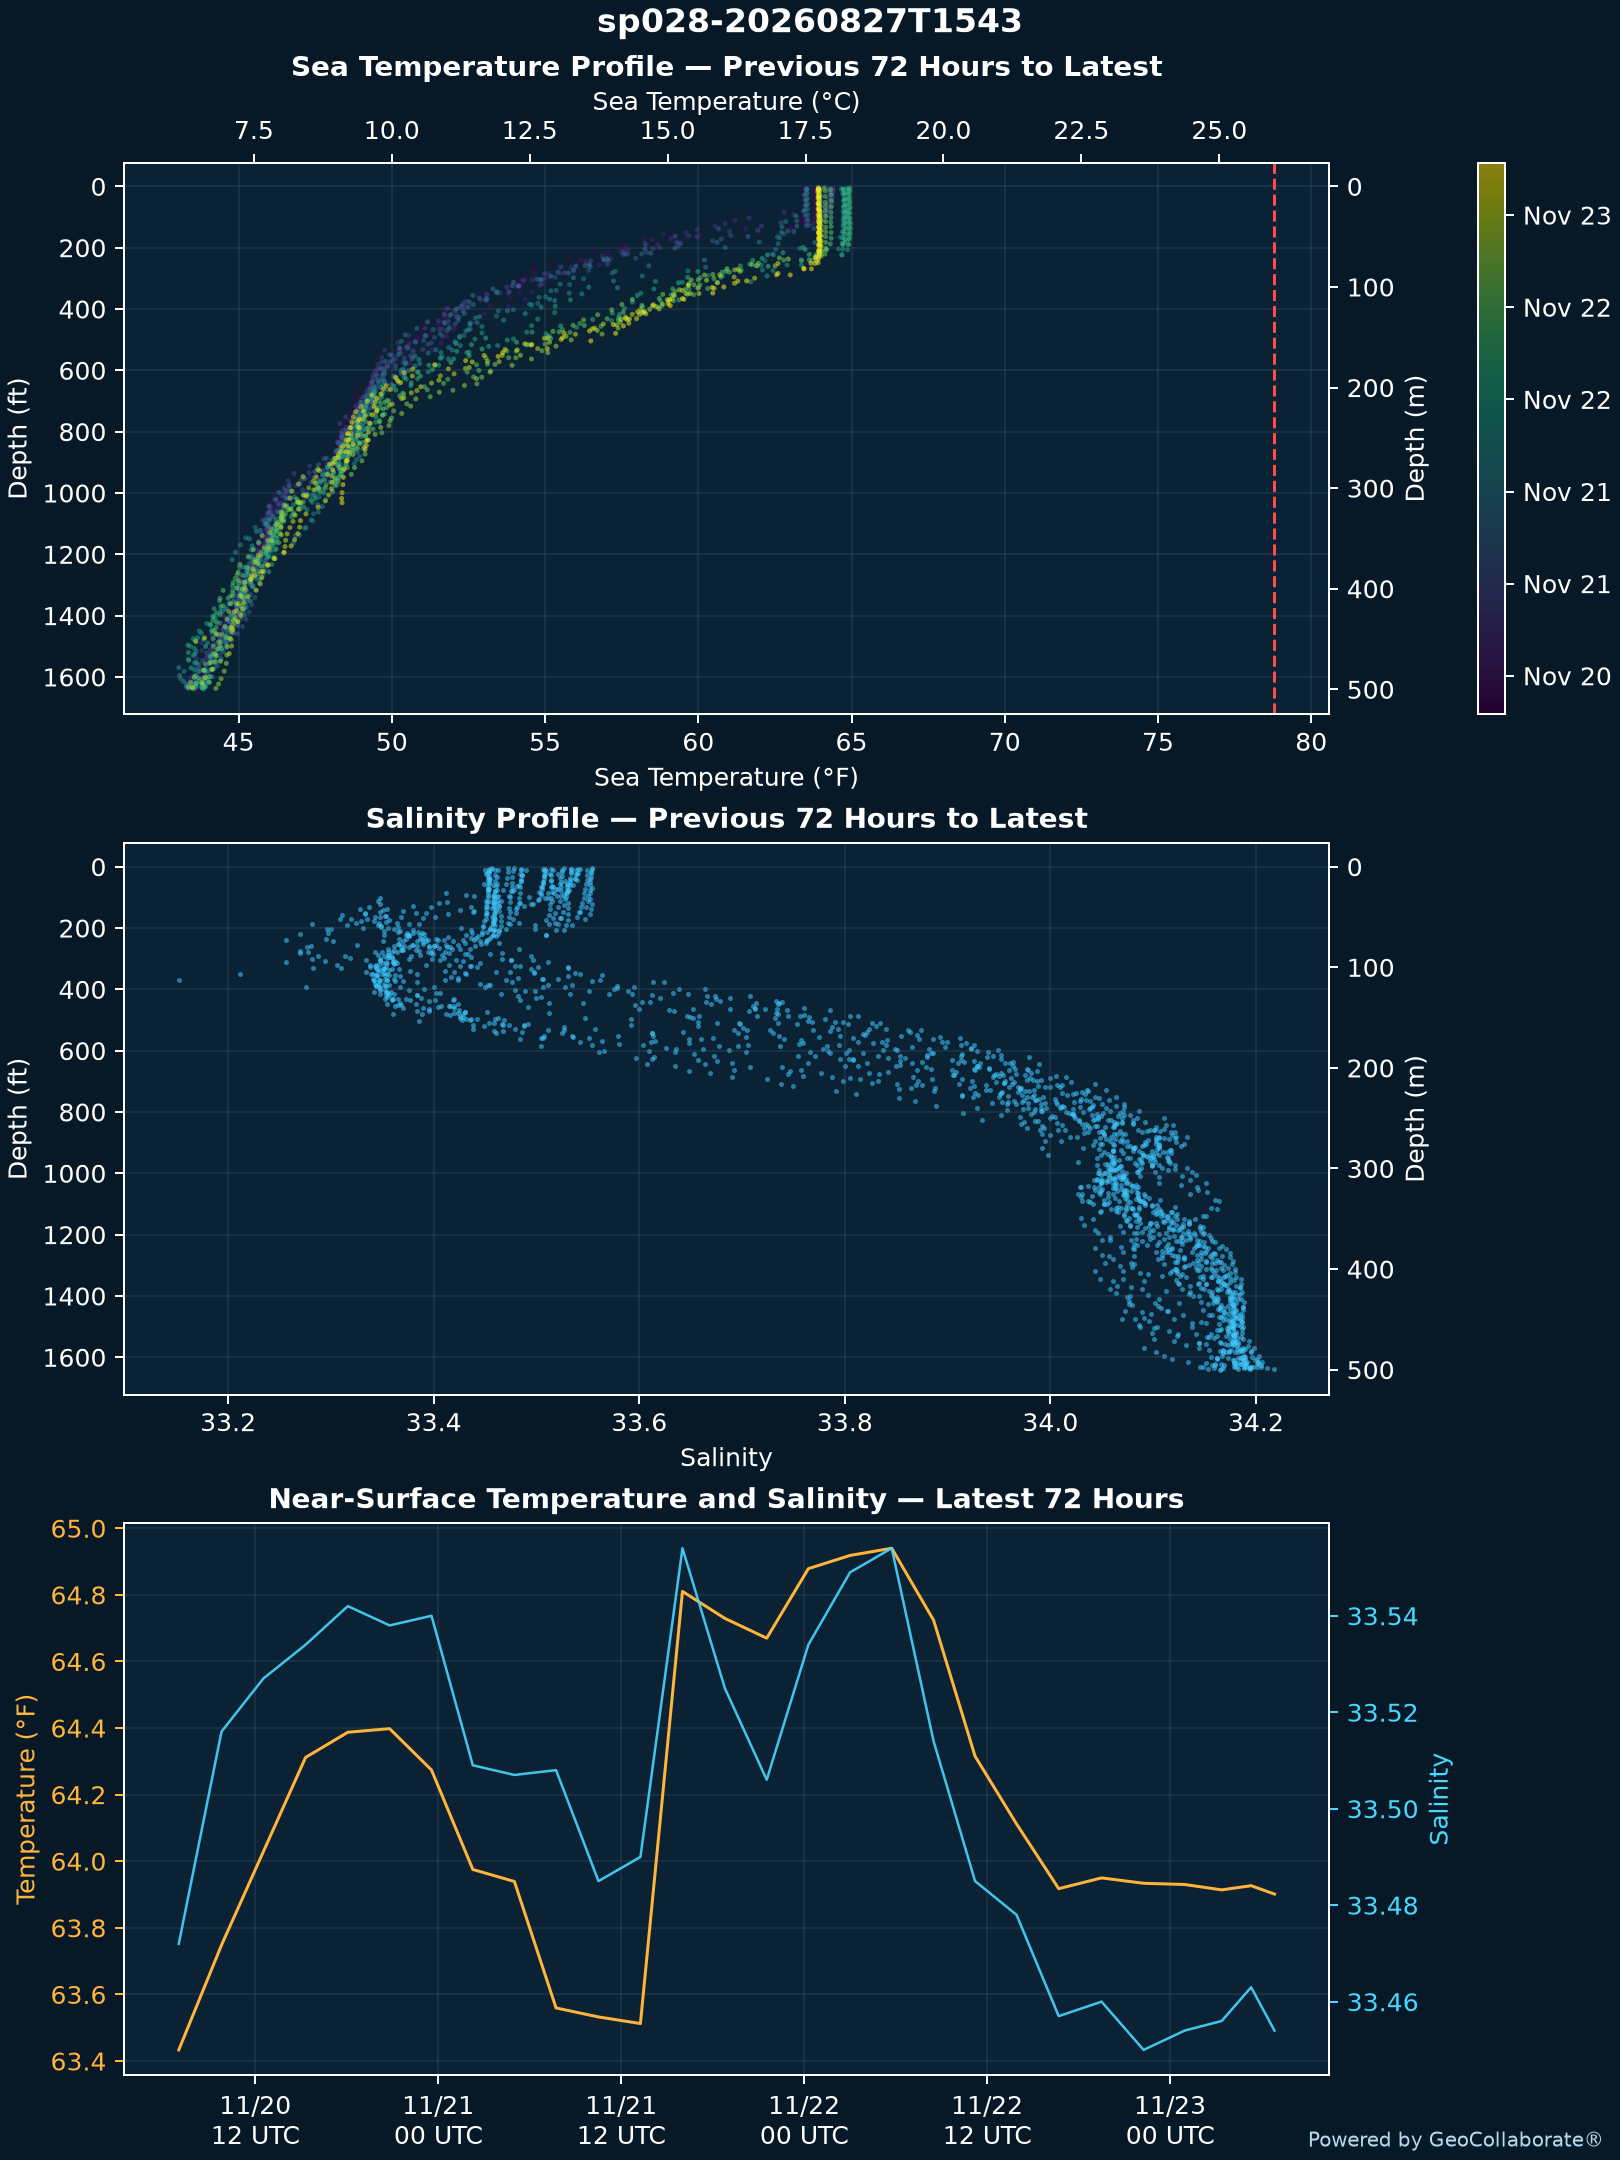 sp028-20260827T1543
Sea Temperature Profile — Previous 72 Hours to Latest
Sea Temperature (°C)
7.5 10.0 12.5 15.0 17.5 20.0 22.5 25.0
0
200
400
600
800
1000
1200
1400
1600
Depth (ft)
0
100
200
300
400
500
Depth (m)
Nov 23
Nov 22
Nov 22
Nov 21
Nov 21
Nov 20
45 50 55 60 65 70 75 80
Sea Temperature (°F)
Salinity Profile — Previous 72 Hours to Latest
0
200
400
600
800
1000
1200
1400
1600
Depth (ft)
0
100
200
300
400
500
Depth (m)
33.2 33.4 33.6 33.8 34.0 34.2
Salinity
Near-Surface Temperature and Salinity — Latest 72 Hours
65.0
64.8
64.6
64.4
64.2
64.0
63.8
63.6
63.4
Temperature (°F)
33.54
33.52
33.50
33.48
33.46
Salinity
11/20 11/21 11/21 11/22 11/22 11/23
12 UTC 00 UTC 12 UTC 00 UTC 12 UTC 00 UTC
Powered by GeoCollaborate®